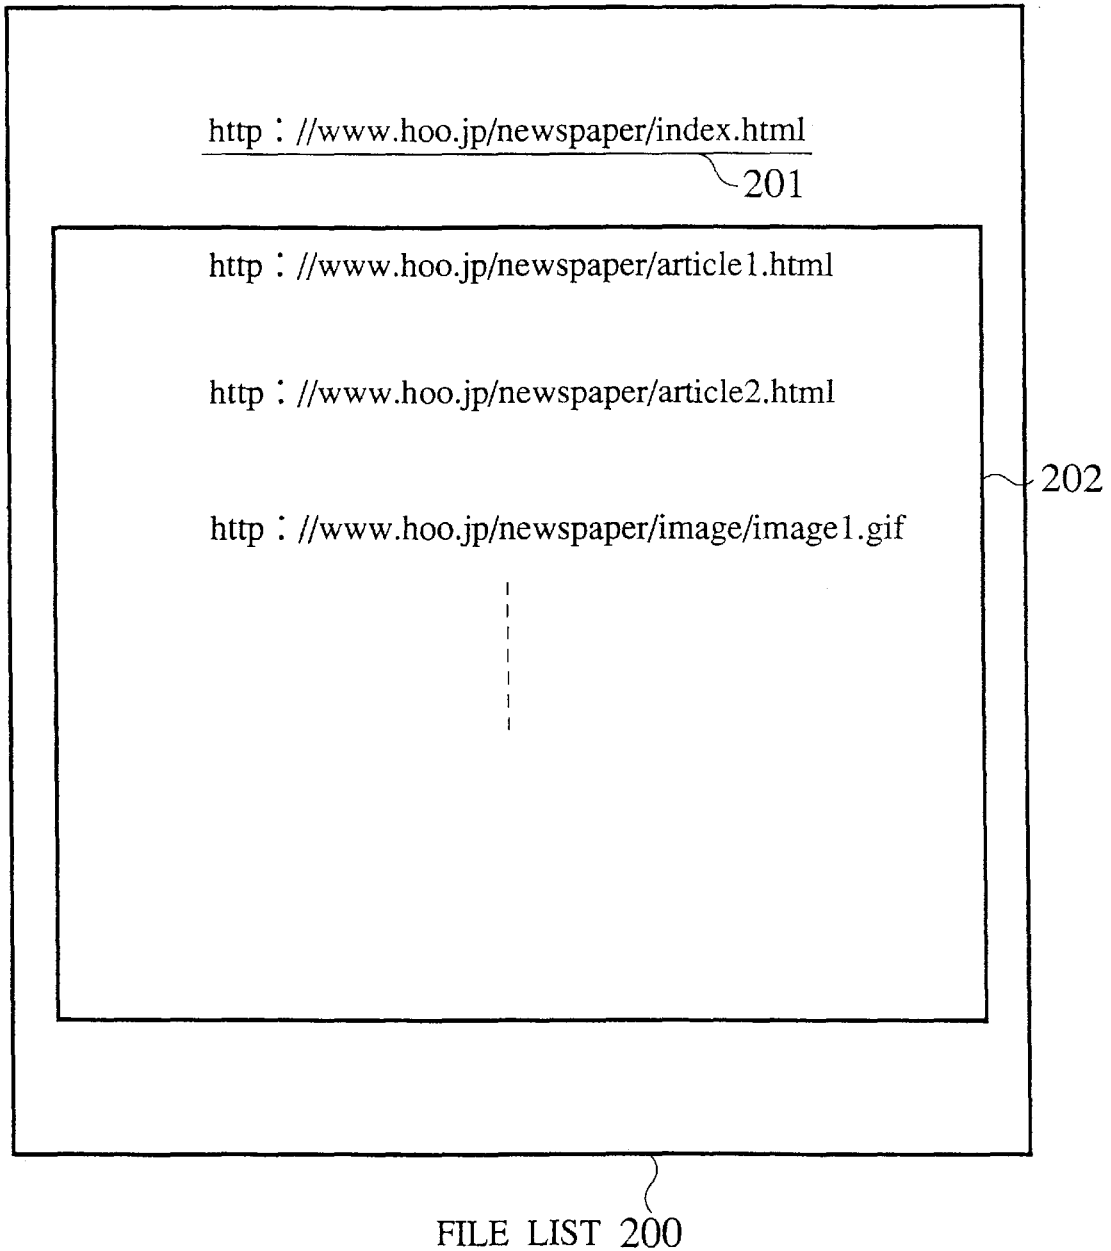 http : //www.hoo.jp/newspaper/index.html
201
http : //www.hoo.jp/newspaper/article1.html
http : //www.hoo.jp/newspaper/article2.html
202
http : //www.hoo.jp/newspaper/image/image1.gif
FILE LIST 200